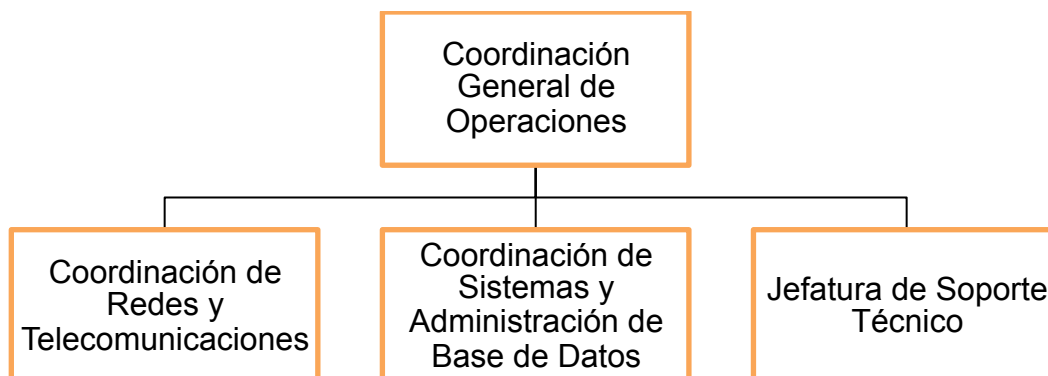 Coordinación
General de
Operaciones
Coordinación de
Redes y
Telecomunicaciones
Coordinación de
Sistemas y
Administración de
Base de Datos
Jefatura de Soporte
Técnico